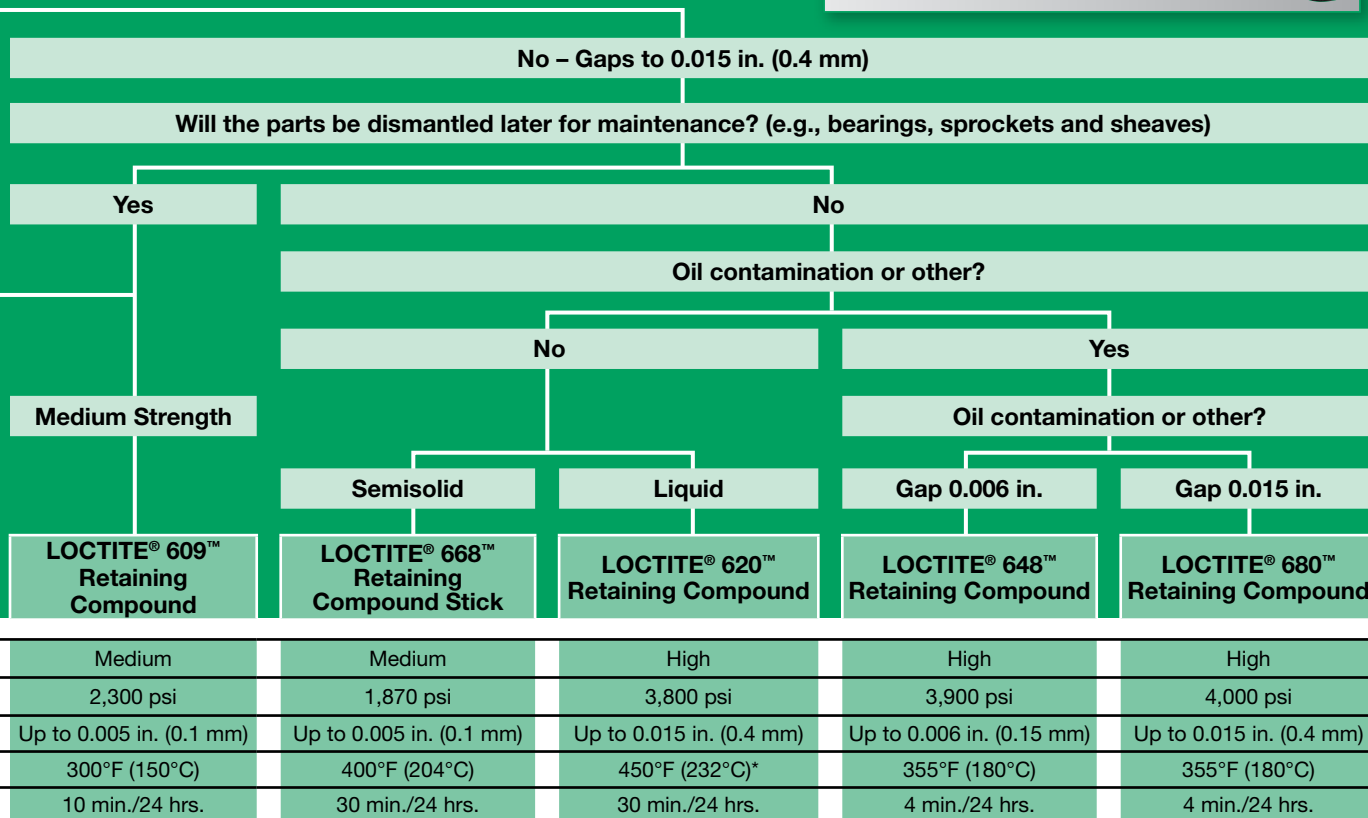 No – Gaps to 0.015 in. (0.4 mm)
Will the parts be dismantled later for maintenance? (e.g., bearings, sprockets and sheaves)
Yes
No
Oil contamination or other?
No
Yes
Medium Strength
Oil contamination or other?
Semisolid
Liquid
Gap 0.006 in.
Gap 0.015 in.
LOCTITE® 609™
Retaining
Compound
LOCTITE® 668™
Retaining
Compound Stick
LOCTITE® 620™
Retaining Compound
LOCTITE® 648™
Retaining Compound
LOCTITE® 680™
Retaining Compound
Medium Medium High High High
2,300 psi 1,870 psi 3,800 psi 3,900 psi 4,000 psi
Up to 0.005 in. (0.1 mm) Up to 0.005 in. (0.1 mm) Up to 0.015 in. (0.4 mm) Up to 0.006 in. (0.15 mm) Up to 0.015 in. (0.4 mm)
300°F (150°C) 400°F (204°C) 450°F (232°C)* 355°F (180°C) 355°F (180°C)
10 min./24 hrs. 30 min./24 hrs. 30 min./24 hrs. 4 min./24 hrs. 4 min./24 hrs.